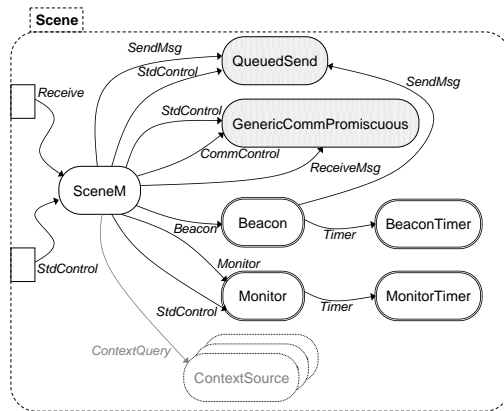 Scene
SendMsg
StdControl
QueuedSend
SendMsg
Receive
StdControl
GenericCommPromiscuous
CommControl
ReceiveMsg
SceneM
Beacon
Beacon
Timer
BeaconTimer
StdControl
Monitor
Monitor
Timer
MonitorTimer
StdControl
ContextQuery
ContextSource